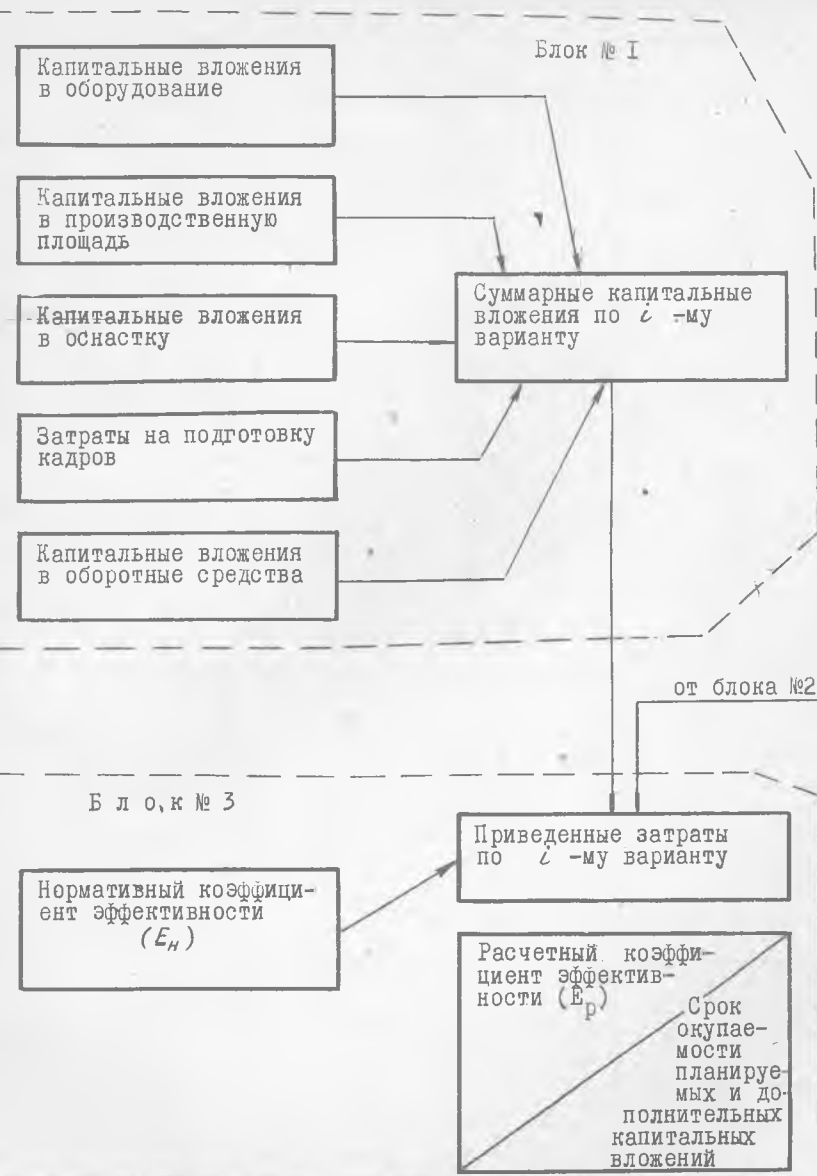 Блок № I
Капитальные вложения
в оборудование
Капитальные вложения
в производственную
площадь
Капитальные вложения
в оснастку
Затраты на подготовку
кадров
Капитальные вложения
в оборотные средства
Суммарные капитальные
вложения по i -му
варианту
от блока №2
Б л о к № 3
Нормативный коэффици-
ент эффективности
(Eн)
Приведенные затраты
по i -му варианту
Расчетный коэффи-
циент эффектив-
ности (Ер)
Срок
окупае-
мости
планируе-
мых и до-
полнительных
капитальных
вложений